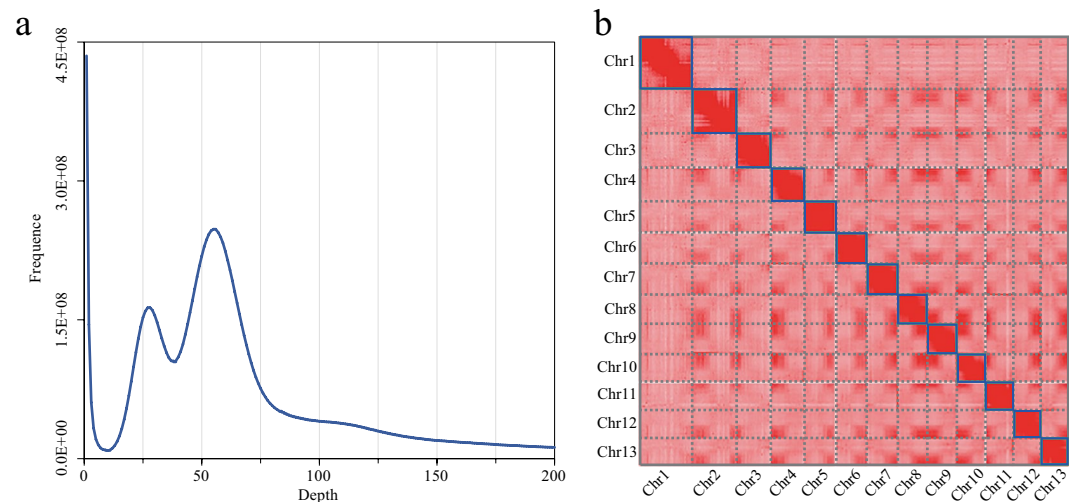 a
4.5E+08
3.0E+08
1.5E+08
0.0E+00
Frequence
0
50
100
150
200
Depth
b
Chr1
Chr2
Chr3
Chr4
Chr5
Chr6
Chr7
Chr8
Chr9
Chr10
Chr11
Chr12
Chr13
Chr1
Chr2
Chr3
Chr4
Chr5
Chr6
Chr7
Chr8
Chr9
Chr10
Chr11
Chr12
Chr13